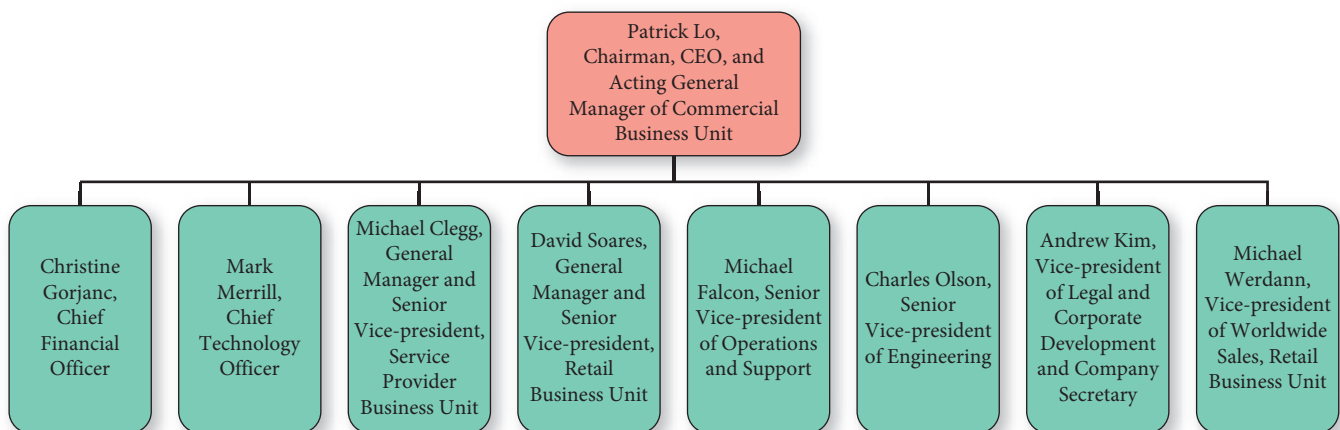 Patrick Lo,
Chairman, CEO, and
Acting General
Manager of Commercial
Business Unit
Christine
Gorjanc,
Chief
Financial
Officer
Mark
Merrill,
Chief
Technology
Officer
Michael Clegg,
General
Manager and
Senior
Vice-president,
Service
Provider
Business Unit
David Soares,
General
Manager and
Senior
Vice-president,
Retail
Business Unit
Michael
Falcon, Senior
Vice-president
of Operations
and Support
Charles Olson,
Senior
Vice-president
of Engineering
Andrew Kim,
Vice-president
of Legal and
Corporate
Development
and Company
Secretary
Michael
Werdann,
Vice-president
of Worldwide
Sales, Retail
Business Unit